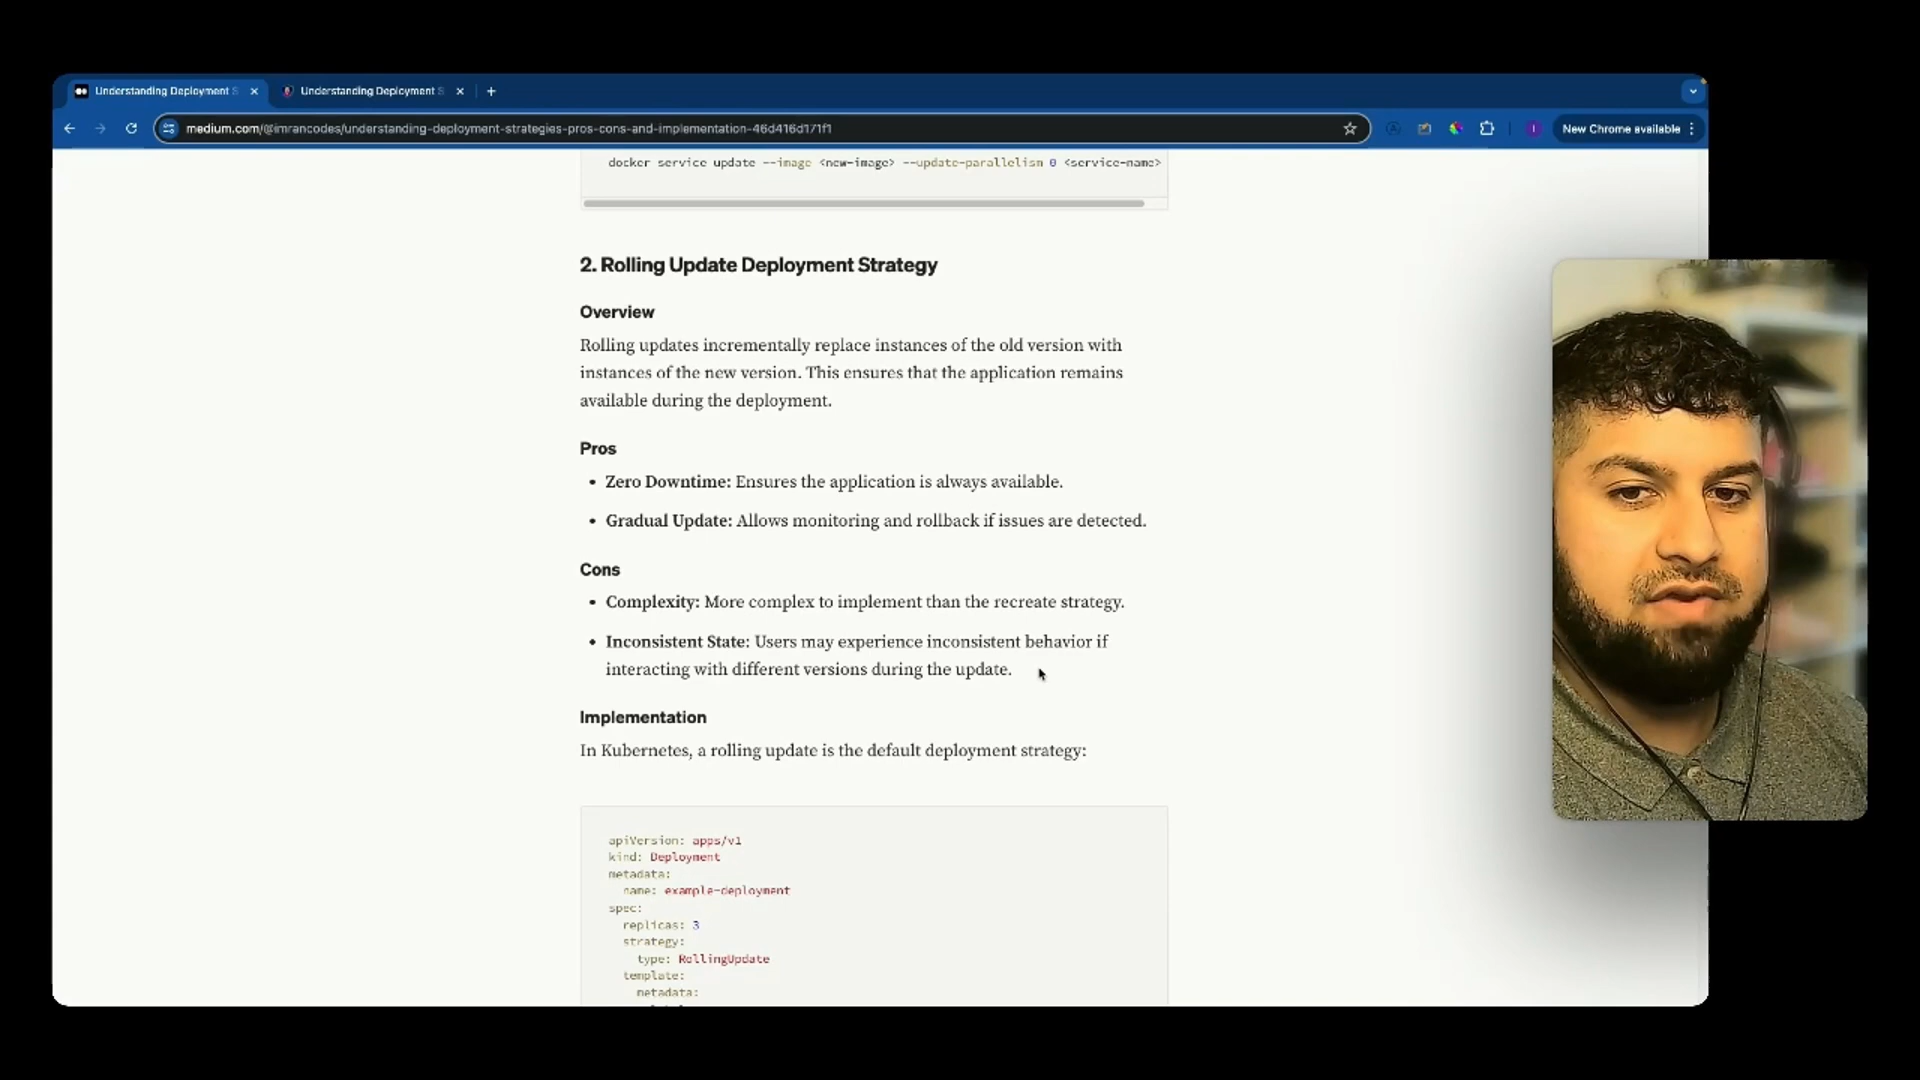 Understanding Deployment S
Understanding Deployment S
medium.com/@imrancodes/understanding-deployment-strategies-pros-cons-and-implementation-46d416d171f1
I
New Chrome available
docker service update --image <new-image> --update-parallelism 0 <service-name>
2. Rolling Update Deployment Strategy
Overview
Rolling updates incrementally replace instances of the old version with
instances of the new version. This ensures that the application remains
available during the deployment.
Pros
• Zero Downtime: Ensures the application is always available.
• Gradual Update: Allows monitoring and rollback if issues are detected.
Cons
• Complexity: More complex to implement than the recreate strategy.
• Inconsistent State: Users may experience inconsistent behavior if
interacting with different versions during the update.
Implementation
In Kubernetes, a rolling update is the default deployment strategy:
apiVersion: apps/v1
kind: Deployment
metadata:
name: example-deployment
spec:
replicas: 3
strategy:
type: RollingUpdate
template:
metadata: